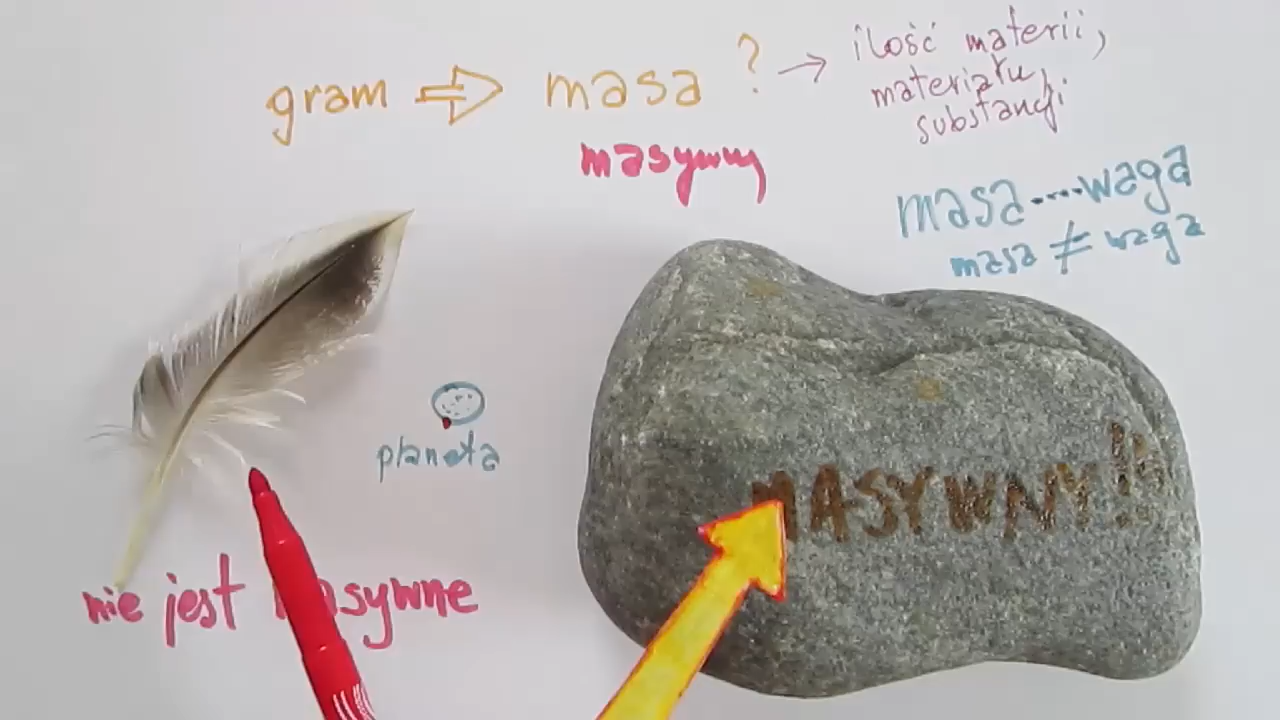 gram ⇒ masa ? → ilość materii,
materiału,
substancji.
masywny
masa....waga
masa ≠ waga
planeta
MASYWNY!!
nie jest masywne